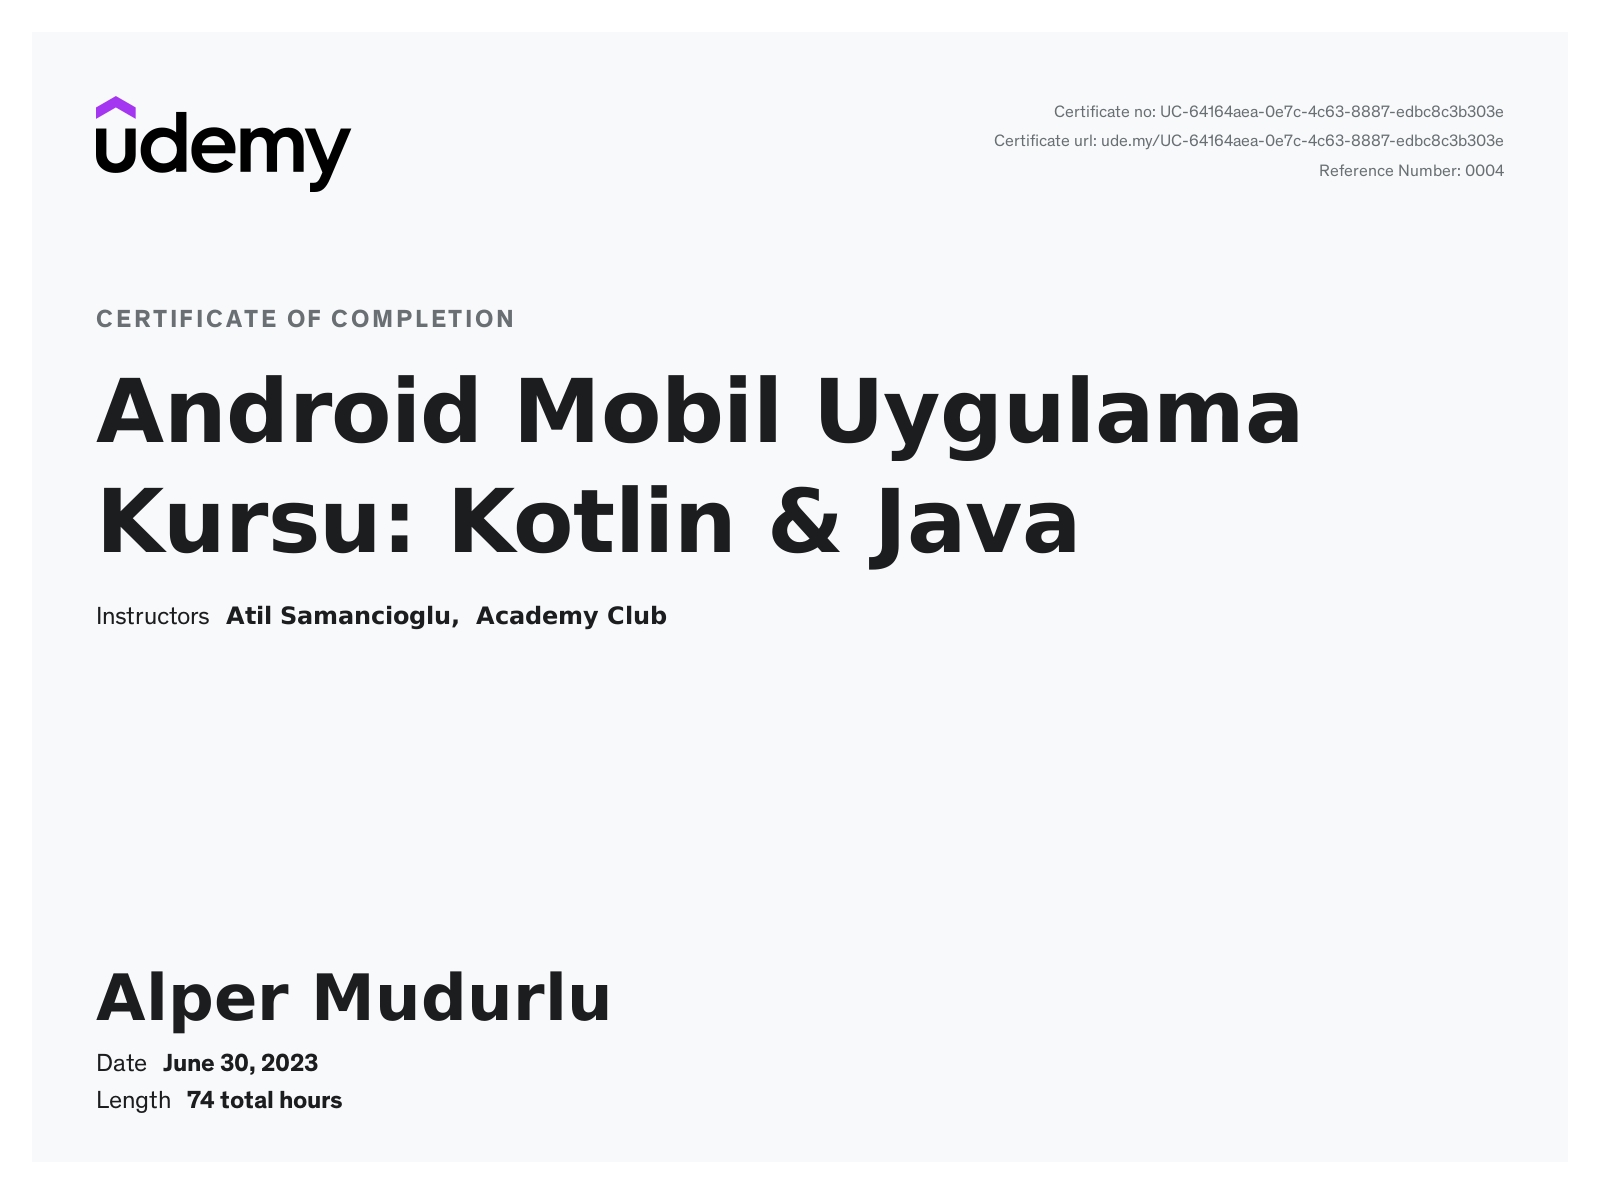 udemy
Certificate no: UC-64164aea-0e7c-4c63-8887-edbc8c3b303e
Certificate url: ude.my/UC-64164aea-0e7c-4c63-8887-edbc8c3b303e
Reference Number: 0004
CERTIFICATE OF COMPLETION
Android Mobil Uygulama
Kursu: Kotlin & Java
Instructors Atil Samancioglu, Academy Club
Alper Mudurlu
Date June 30, 2023
Length 74 total hours